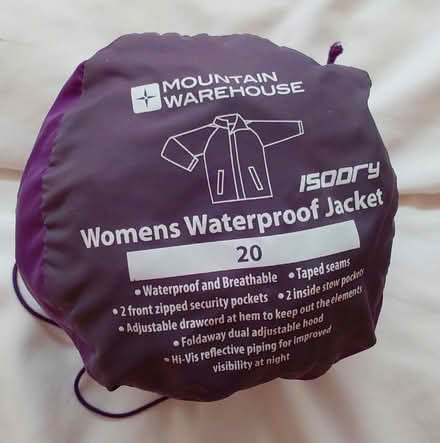 MOUNTAIN
WAREHOUSE
ISODRY
Womens Waterproof Jacket
20
• Waterproof and Breathable • Taped seams
• 2 front zipped security pockets • 2 inside stow pockets
• Adjustable drawcord at hem to keep out the elements
• Foldaway dual adjustable hood
• Hi-Vis reflective piping for improved
visibility at night